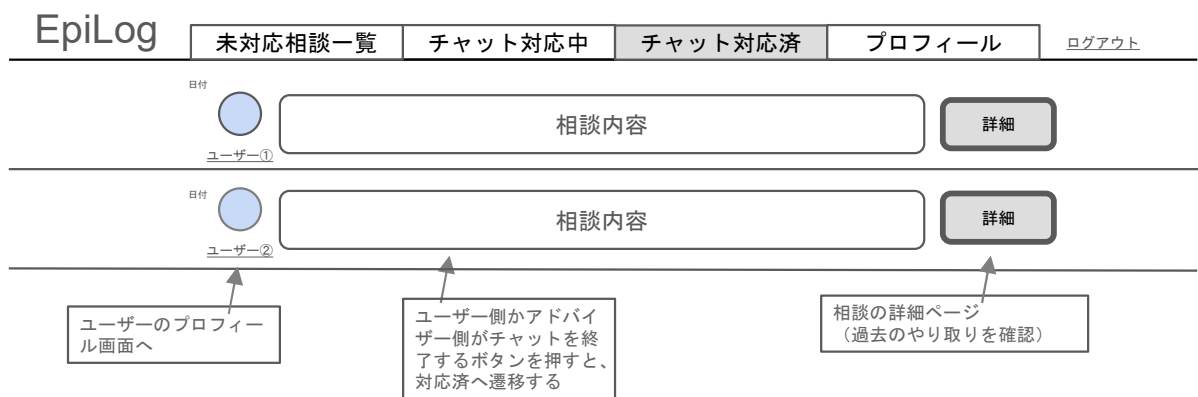 EpiLog
未対応相談一覧
チャット対応中
チャット対応済
プロフィール
ログアウト
日付
相談内容
詳細
ユーザー①
日付
相談内容
詳細
ユーザー②
ユーザーのプロフィー
ル画面へ
ユーザー側かアドバイ
ザー側がチャットを終
了するボタンを押すと、
対応済へ遷移する
相談の詳細ページ
（過去のやり取りを確認）